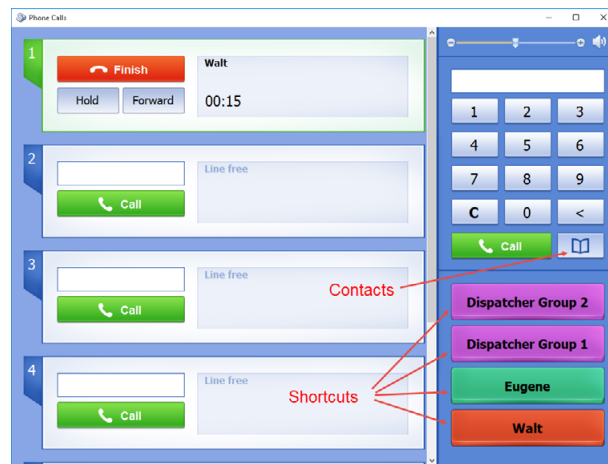 Phone Calls
1
Finish
Hold
Forward
Walt
00:15
2
Call
Line free
3
Call
Line free
4
Call
Line free
1 2 3
4 5 6
7 8 9
C 0 <
Call
Contacts
Shortcuts
Dispatcher Group 2
Dispatcher Group 1
Eugene
Walt